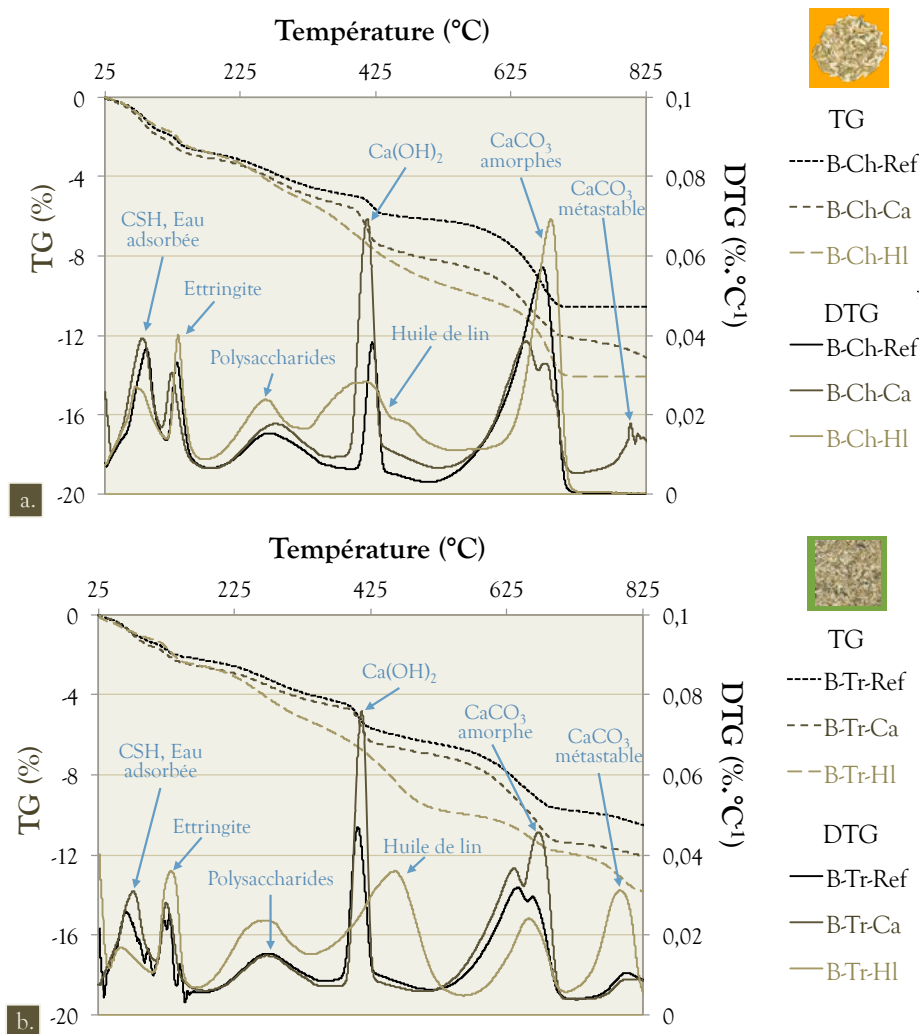 Température (°C)
25 225 425 625 825
0 0,1
-4 0,08
-8 0,06
-12 0,04
-16 0,02
-20 0
TG (%)
DTG (%.°C-1)
Ca(OH)2
CaCO3
amorphes
CaCO3
métastable
CSH, Eau
adsorbée
Ettringite
Polysaccharides
Huile de lin
a.
TG
B-Ch-Ref
B-Ch-Ca
B-Ch-Hl
DTG
B-Ch-Ref
B-Ch-Ca
B-Ch-Hl
Température (°C)
25 225 425 625 825
0 0,1
-4 0,08
-8 0,06
-12 0,04
-16 0,02
-20 0
TG (%)
DTG (%.°C-1)
Ca(OH)2
CaCO3
amorphe
CaCO3
métastable
CSH, Eau
adsorbée
Ettringite
Polysaccharides
Huile de lin
b.
TG
B-Tr-Ref
B-Tr-Ca
B-Tr-Hl
DTG
B-Tr-Ref
B-Tr-Ca
B-Tr-Hl